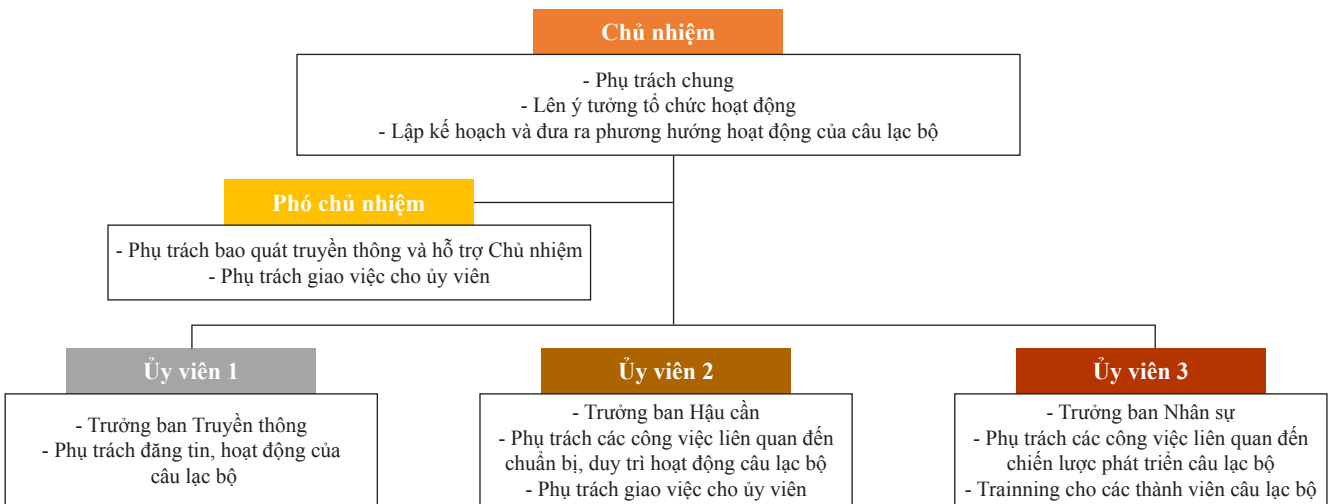 Chủ nhiệm
- Phụ trách chung
- Lên ý tưởng tổ chức hoạt động
- Lập kế hoạch và đưa ra phương hướng hoạt động của câu lạc bộ
Phó chủ nhiệm
- Phụ trách bao quát truyền thông và hỗ trợ Chủ nhiệm
- Phụ trách giao việc cho ủy viên
Ủy viên 1
- Trưởng ban Truyền thông
- Phụ trách đăng tin, hoạt động của
câu lạc bộ
Ủy viên 2
- Trưởng ban Hậu cần
- Phụ trách các công việc liên quan đến
chuẩn bị, duy trì hoạt động câu lạc bộ
- Phụ trách giao việc cho ủy viên
Ủy viên 3
- Trưởng ban Nhân sự
- Phụ trách các công việc liên quan đến
chiến lược phát triển câu lạc bộ
- Trainning cho các thành viên câu lạc bộ